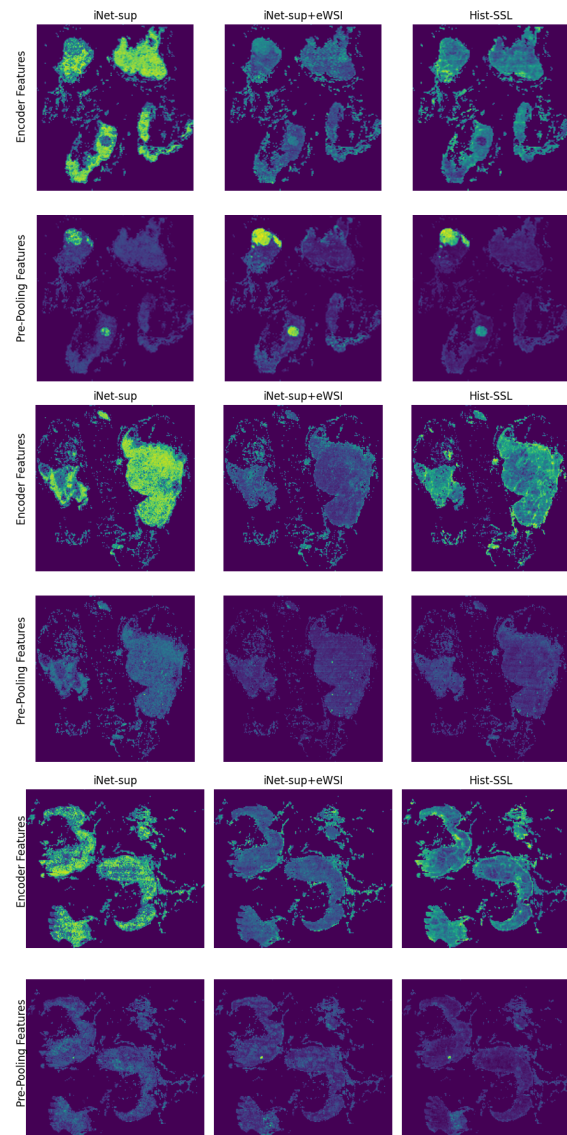 iNet-sup iNet-sup+eWSI Hist-SSL
Encoder Features
Pre-Pooling Features
iNet-sup iNet-sup+eWSI Hist-SSL
Encoder Features
Pre-Pooling Features
iNet-sup iNet-sup+eWSI Hist-SSL
Encoder Features
Pre-Pooling Features